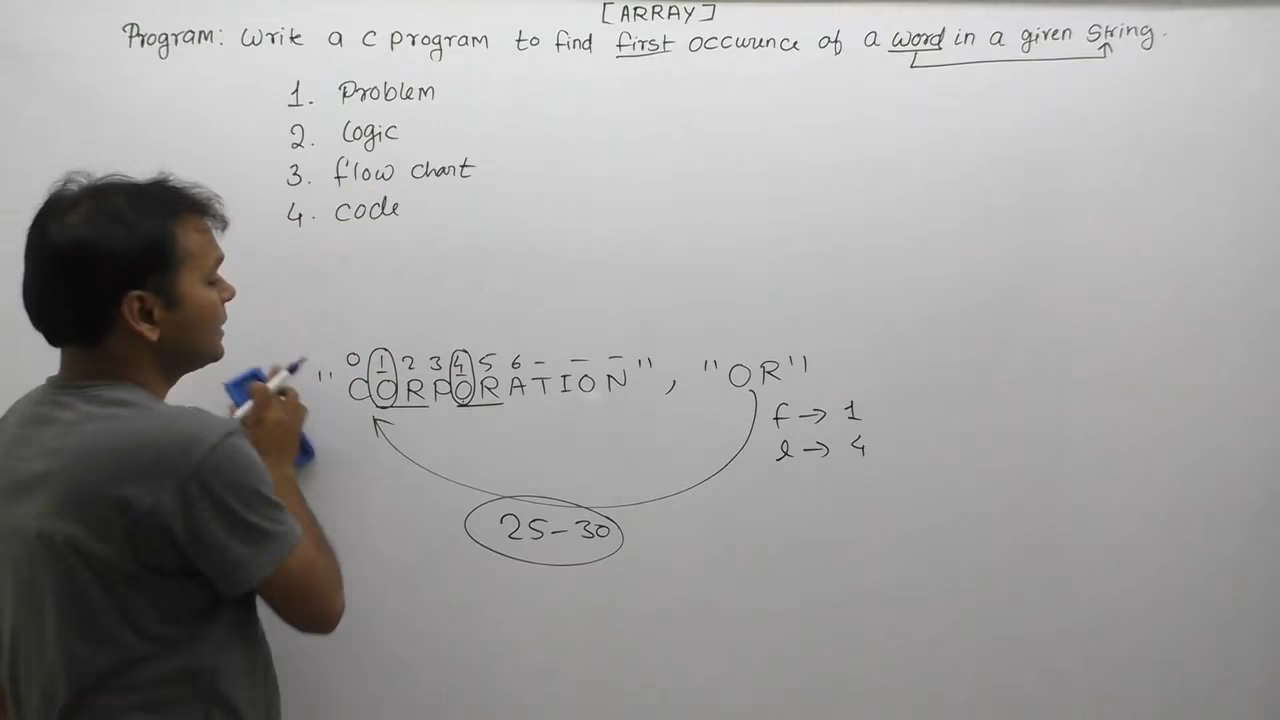 [ARRAY]
Program: Write a C program to find first occurence of a word in a given String.
1. Problem
2. Logic
3. flow chart
4. code
0 1 2 3 4 5 6 - - -
"CORPORATION", "OR"
f → 1
l → 4
25-30